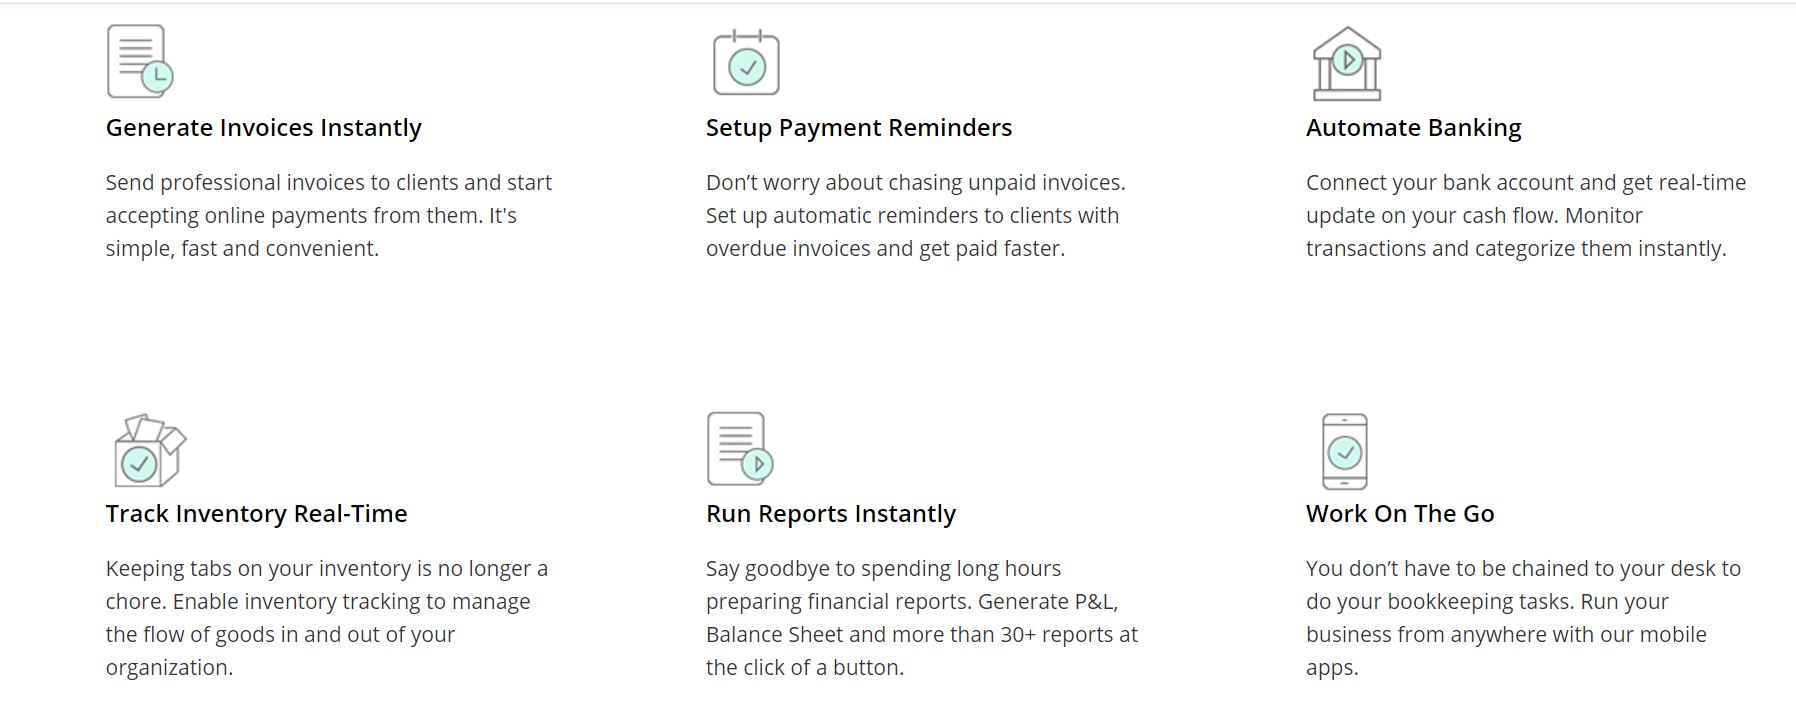 Generate Invoices Instantly
Send professional invoices to clients and start
accepting online payments from them. It's
simple, fast and convenient.
Setup Payment Reminders
Don’t worry about chasing unpaid invoices.
Set up automatic reminders to clients with
overdue invoices and get paid faster.
Automate Banking
Connect your bank account and get real-time
update on your cash flow. Monitor
transactions and categorize them instantly.
Track Inventory Real-Time
Keeping tabs on your inventory is no longer a
chore. Enable inventory tracking to manage
the flow of goods in and out of your
organization.
Run Reports Instantly
Say goodbye to spending long hours
preparing financial reports. Generate P&L,
Balance Sheet and more than 30+ reports at
the click of a button.
Work On The Go
You don’t have to be chained to your desk to
do your bookkeeping tasks. Run your
business from anywhere with our mobile
apps.